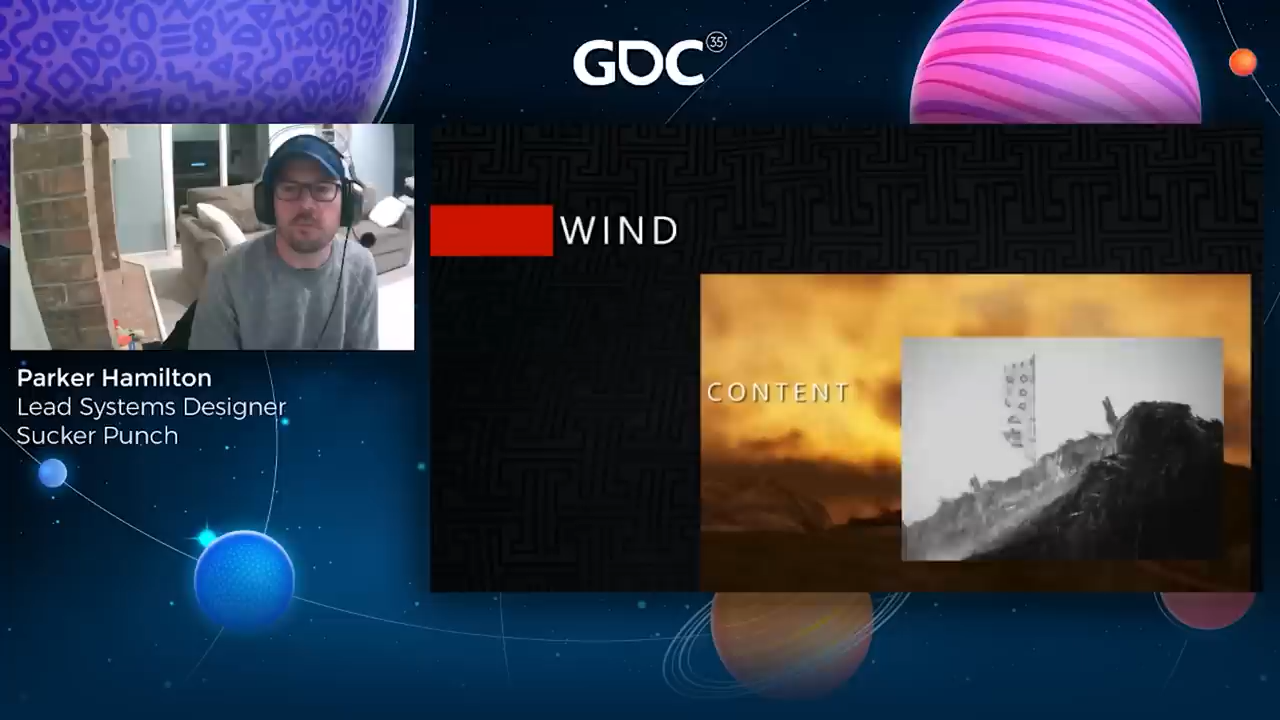 GDC 35
WIND
CONTENT
Parker Hamilton
Lead Systems Designer
Sucker Punch